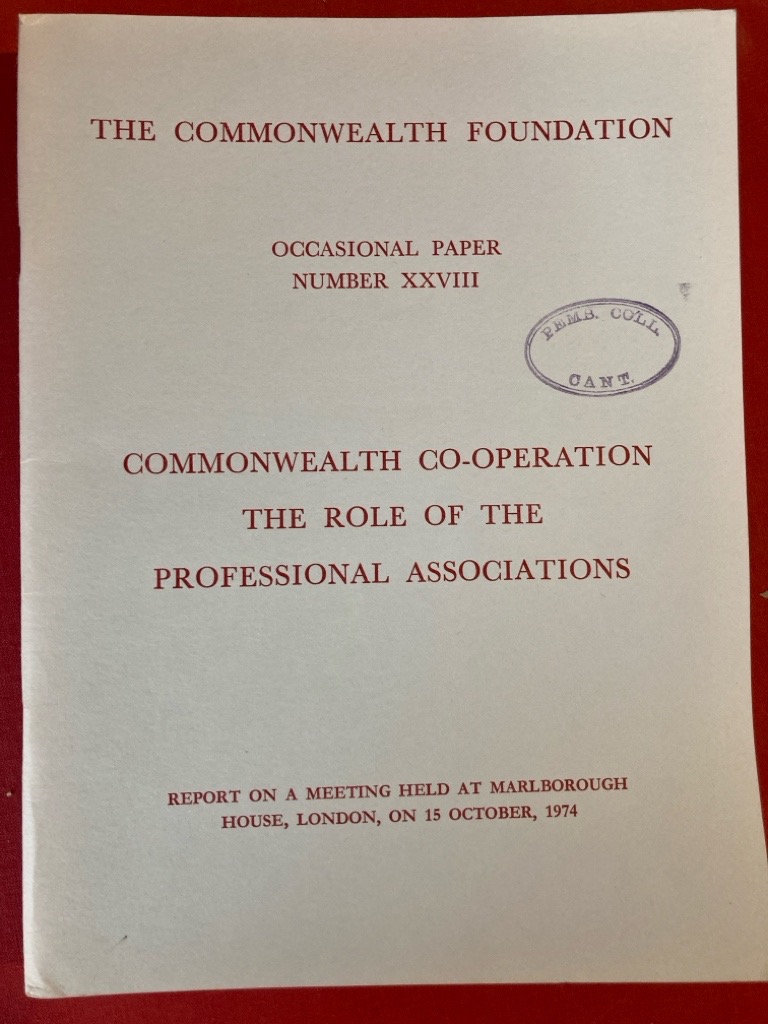 THE COMMONWEALTH FOUNDATION
OCCASIONAL PAPER
NUMBER XXVIII
PEMB. COLL.
CANT.
COMMONWEALTH CO-OPERATION
THE ROLE OF THE
PROFESSIONAL ASSOCIATIONS
REPORT ON A MEETING HELD AT MARLBOROUGH
HOUSE, LONDON, ON 15 OCTOBER, 1974